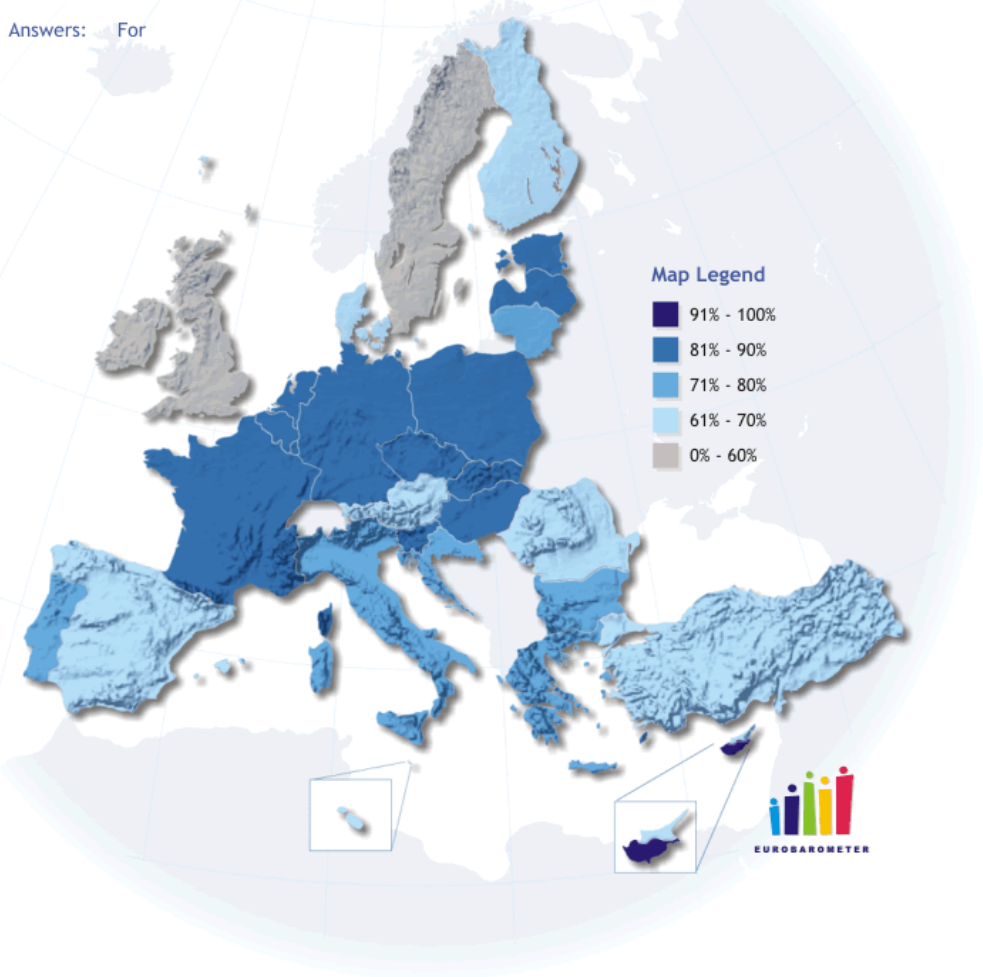 Answers: For
Map Legend
91% - 100%
81% - 90%
71% - 80%
61% - 70%
0% - 60%
EUROBAROMETER